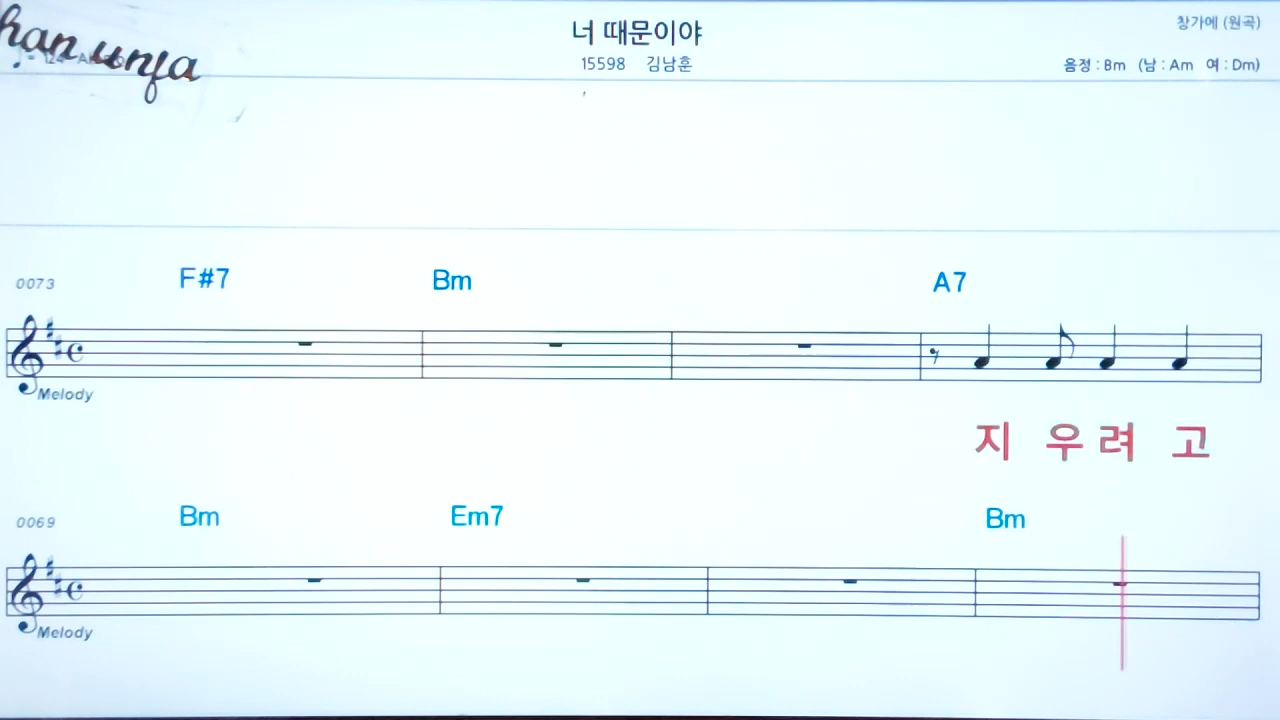 han unja
너 때문이야
15598 김남훈
창가에 (원곡)
음정 : Bm (남 : Am 여 : Dm)
0073
F#7 Bm A7
Melody
지 우 려 고
0069
Bm Em7 Bm
Melody